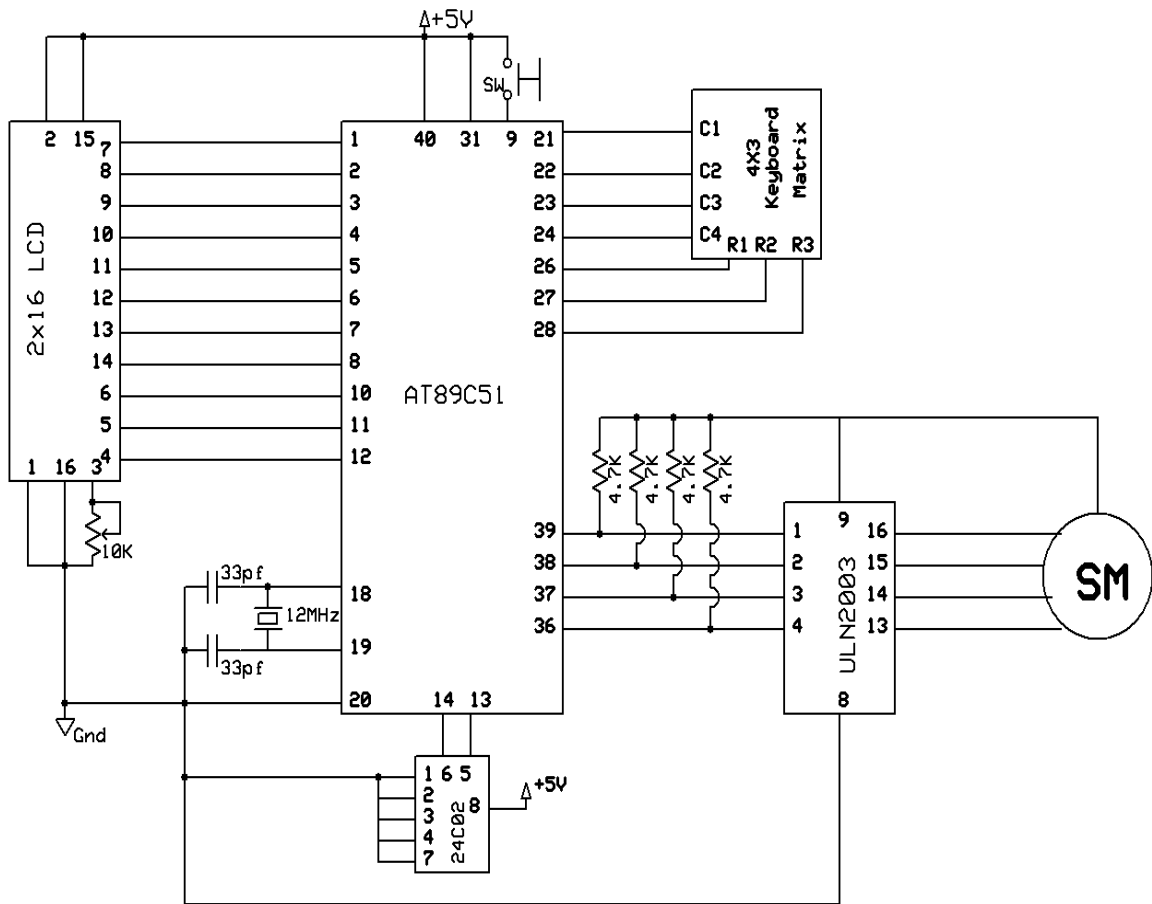 +5V
SW
2 15
7
8
9
10
11
12
13
14
6
5
4
2x16 LCD
1 16 3
10K
40 31 9
1
2
3
4
5
6
7
8
10
11
12
18
19
20
AT89C51
21
22
23
24
26
27
28
39
38
37
36
14 13
C1
C2
C3
C4
R1 R2 R3
4X3
Keyboard
Matrix
4.7K
4.7K
4.7K
4.7K
33pf
12MHz
33pf
Gnd
1
2
3
4
9
16
15
14
13
8
ULN2003
SM
1 6 5
2
3
4
7
8
24C02
+5V